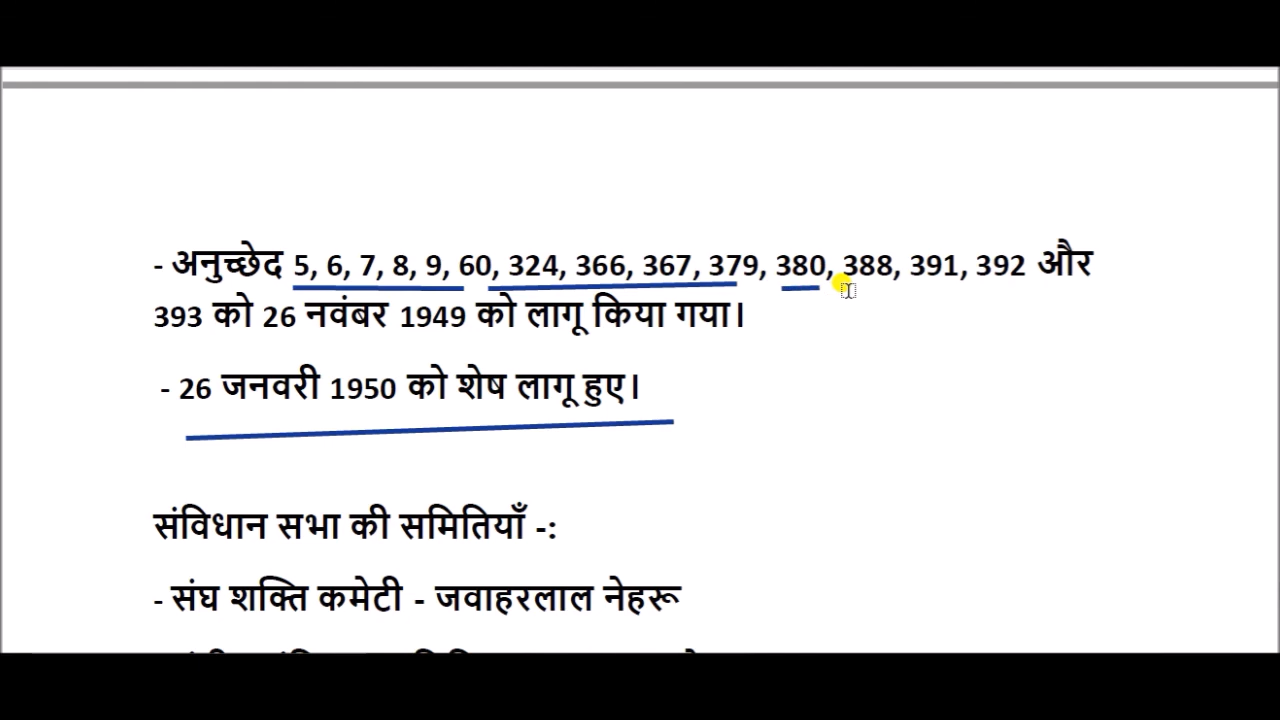 - अनुच्छेद 5, 6, 7, 8, 9, 60, 324, 366, 367, 379, 380, 388, 391, 392 और
393 को 26 नवंबर 1949 को लागू किया गया।
- 26 जनवरी 1950 को शेष लागू हुए।
संविधान सभा की समितियाँ -:
- संघ शक्ति कमेटी - जवाहरलाल नेहरू